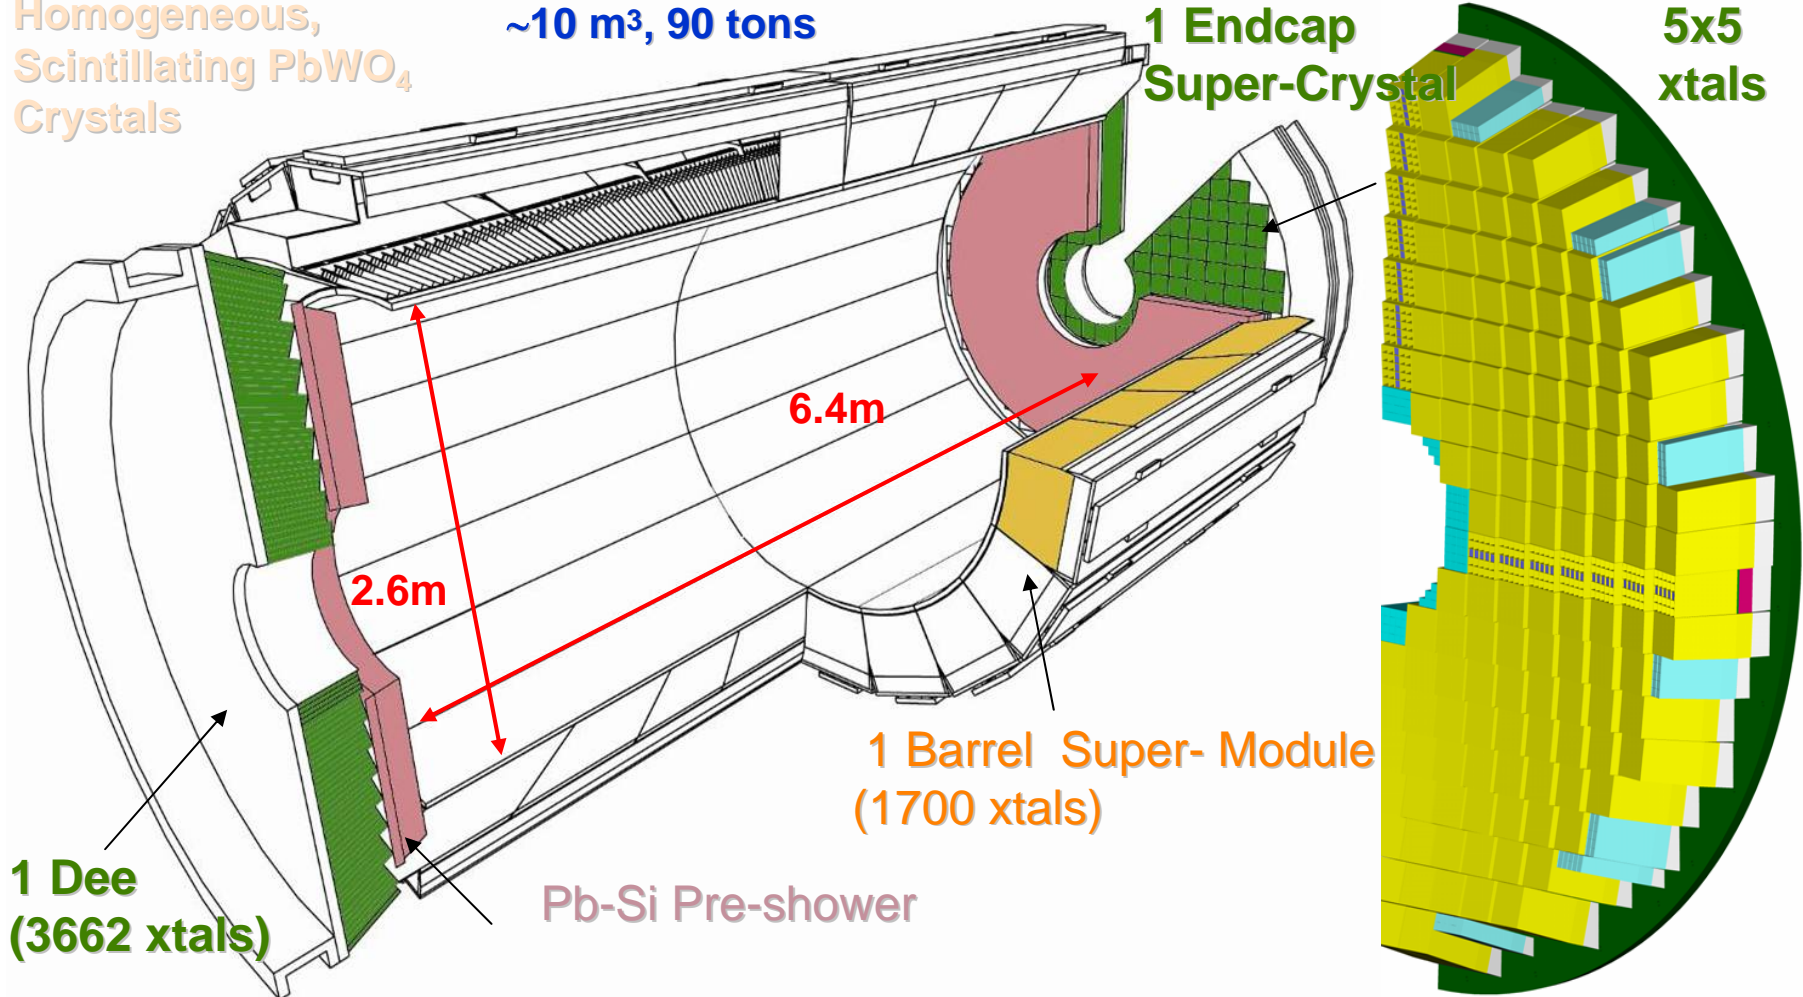 Homogeneous,
Scintillating PbWO₄
Crystals
~10 m³, 90 tons
1 Endcap
Super-Crystal
5x5
xtals
6.4m
2.6m
1 Barrel Super- Module
(1700 xtals)
1 Dee
(3662 xtals)
Pb-Si Pre-shower